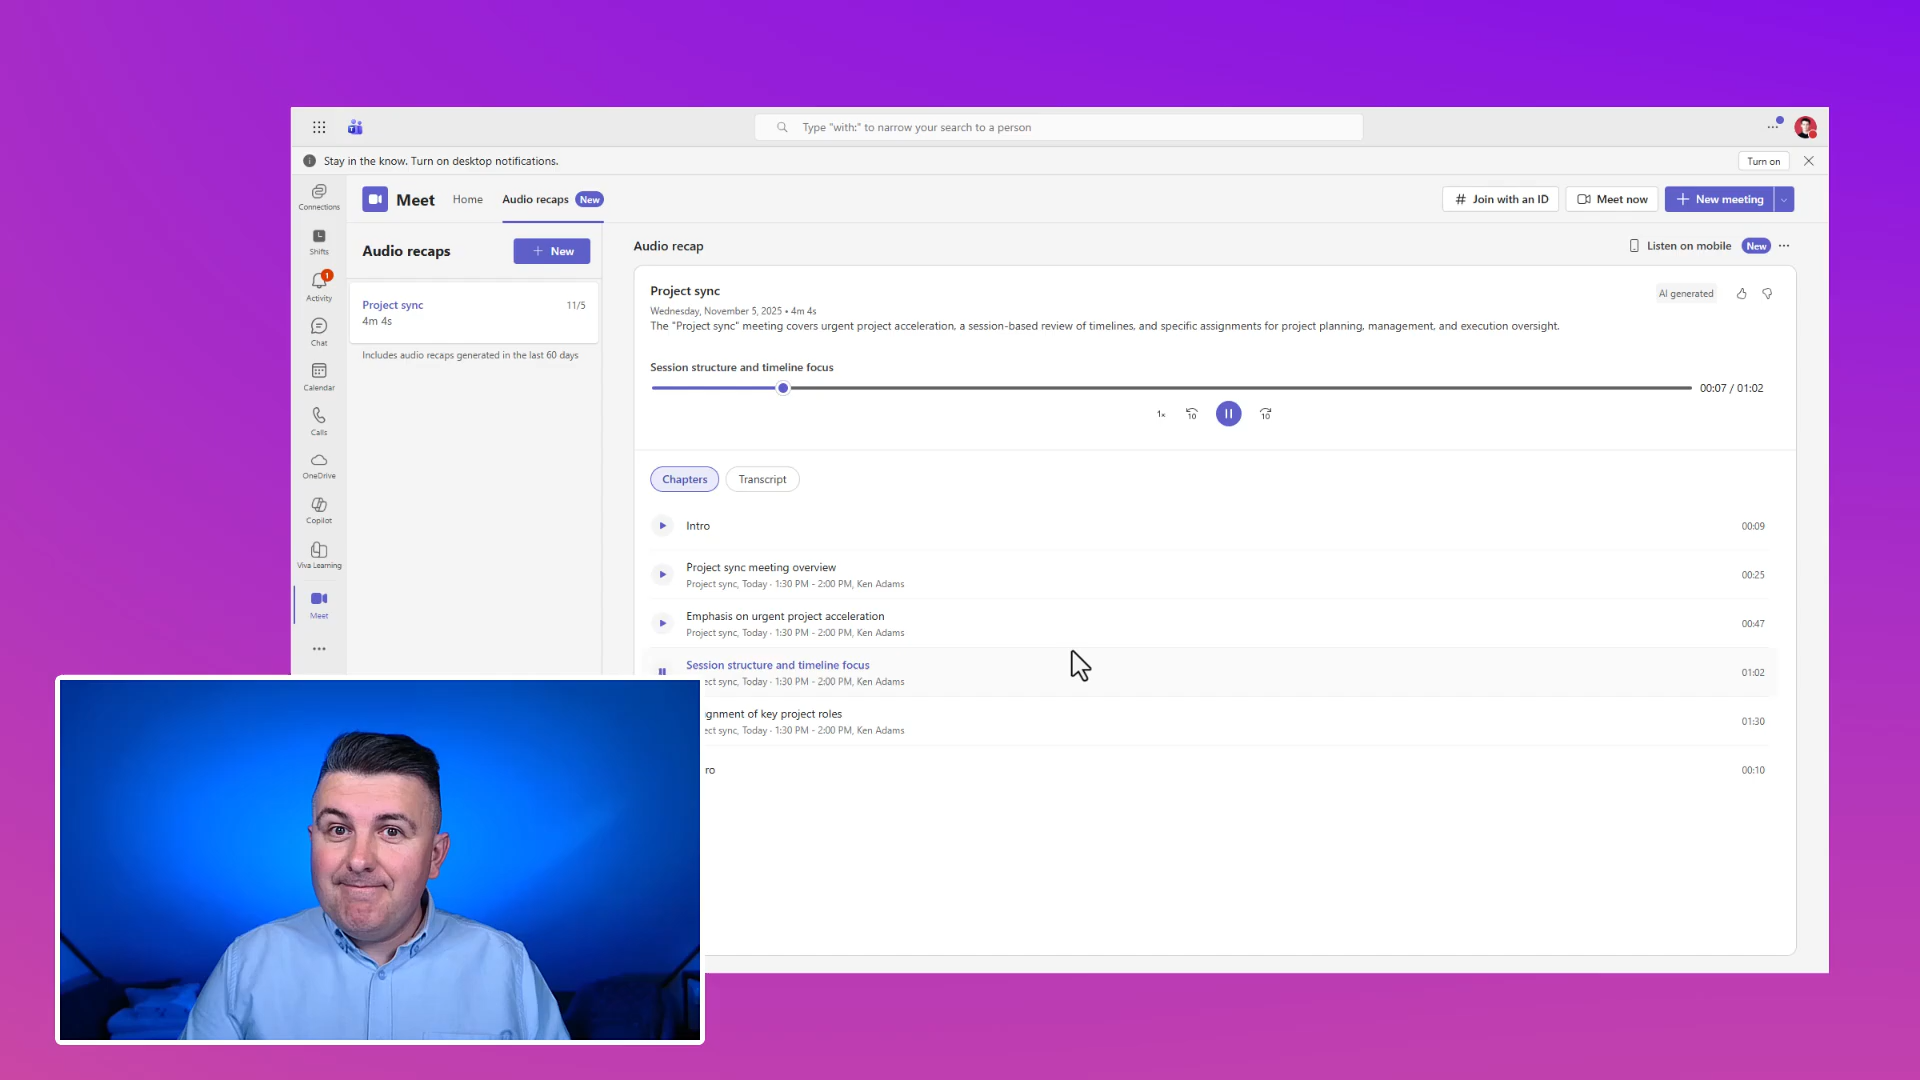 Type "with:" to narrow your search to a person
Stay in the know. Turn on desktop notifications.
Turn on
Connections
Shifts
1
Activity
Chat
Calendar
Calls
OneDrive
Copilot
Viva Learning
Meet
Meet
Home
Audio recaps
New
# Join with an ID
Meet now
New meeting
Audio recaps
+ New
Project sync
11/5
4m 4s
Includes audio recaps generated in the last 60 days
Audio recap
Listen on mobile
New
Project sync
AI generated
Wednesday, November 5, 2025 • 4m 4s
The "Project sync" meeting covers urgent project acceleration, a session-based review of timelines, and specific assignments for project planning, management, and execution oversight.
Session structure and timeline focus
00:07 / 01:02
1x
10
10
Chapters
Transcript
Intro
00:09
Project sync meeting overview
Project sync, Today · 1:30 PM - 2:00 PM, Ken Adams
00:25
Emphasis on urgent project acceleration
Project sync, Today · 1:30 PM - 2:00 PM, Ken Adams
00:47
Session structure and timeline focus
ect sync, Today · 1:30 PM - 2:00 PM, Ken Adams
01:02
gnment of key project roles
ect sync, Today · 1:30 PM - 2:00 PM, Ken Adams
01:30
ro
00:10